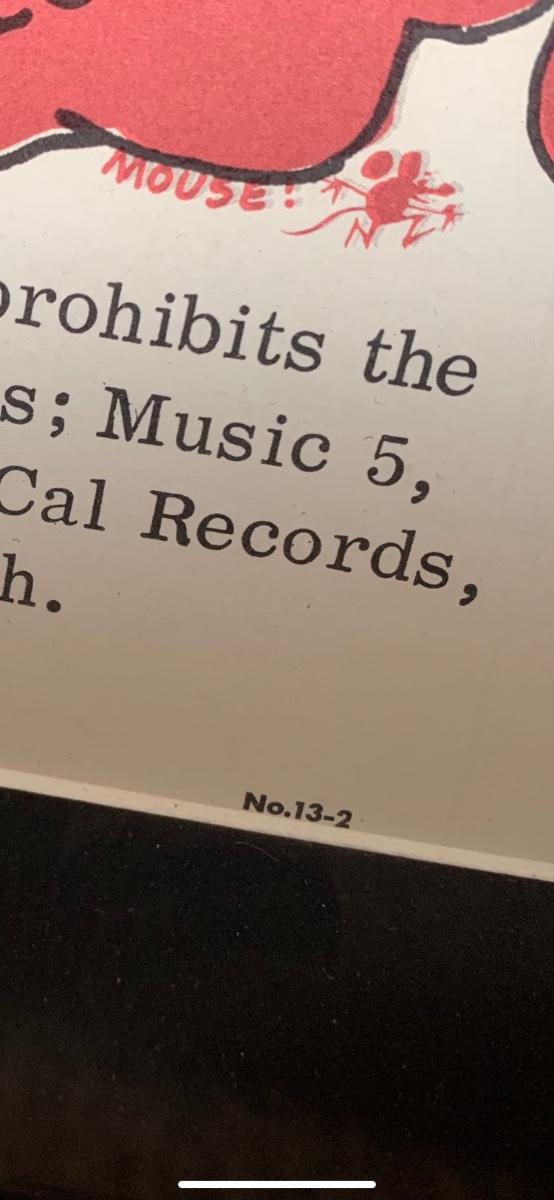 MOUSE!
prohibits the
s; Music 5,
Cal Records,
h.
No.13-2